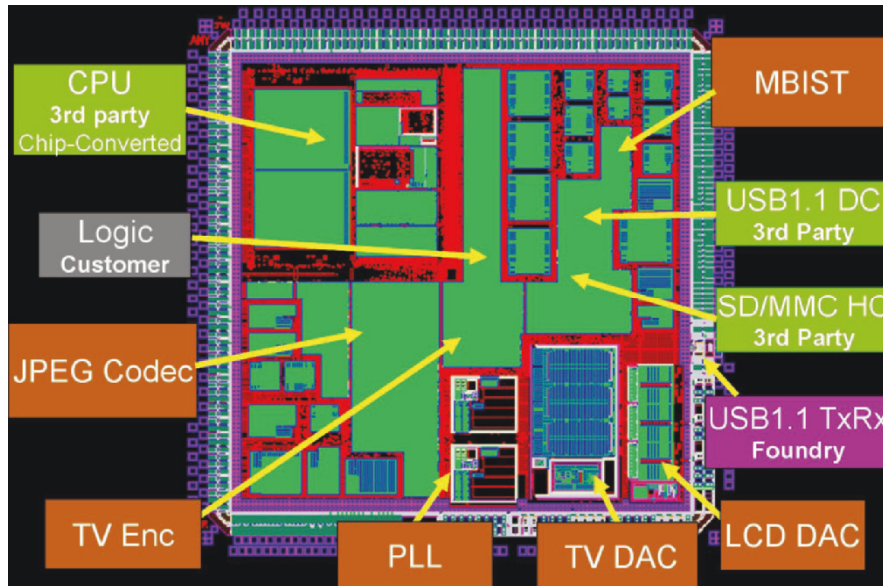 CPU
3rd party
Chip-Converted
MBIST
Logic
Customer
USB1.1 DC
3rd Party
SD/MMC HC
3rd Party
JPEG Codec
USB1.1 TxRx
Foundry
TV Enc
PLL
TV DAC
LCD DAC